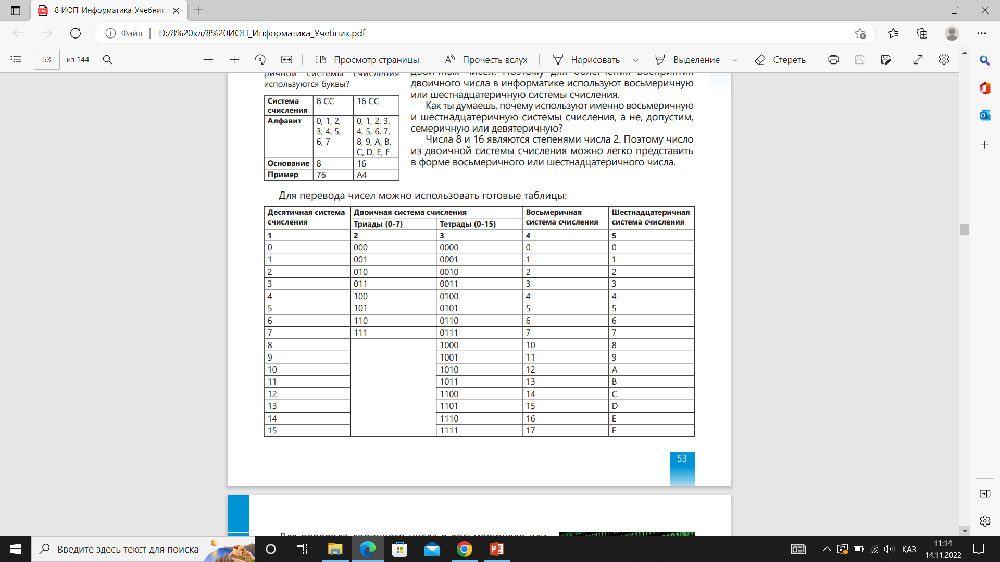 8 ИОП_Информатика_Учебник.
Файл
D:/8%20кл/8%20ИОП_Информатика_Учебник.pdf
53 из 144
Просмотр страницы
Прочесть вслух
Нарисовать
Выделение
Стереть
ричной системы счисления
используются буквы?
Система счисления 8 СС 16 СС
Алфавит 0, 1, 2, 3, 4, 5, 6, 7 0, 1, 2, 3, 4, 5, 6, 7, 8, 9, A, B, C, D, E, F
Основание 8 16
Пример 76 A4
двоичных чисел. Поэтому для облегчения восприятия
двоичного числа в информатике используют восьмеричную
или шестнадцатеричную системы счисления.
Как ты думаешь, почему используют именно восьмеричную
и шестнадцатеричную системы счисления, а не, допустим,
семеричную или девятеричную?
Числа 8 и 16 являются степенями числа 2. Поэтому число
из двоичной системы счисления можно легко представить
в форме восьмеричного или шестнадцатеричного числа.
Для перевода чисел можно использовать готовые таблицы:
Десятичная система счисления Двоичная система счисления Восьмеричная система счисления Шестнадцатеричная система счисления
Триады (0-7) Тетрады (0-15)
1 2 3 4 5
0 000 0000 0 0
1 001 0001 1 1
2 010 0010 2 2
3 011 0011 3 3
4 100 0100 4 4
5 101 0101 5 5
6 110 0110 6 6
7 111 0111 7 7
8 1000 10 8
9 1001 11 9
10 1010 12 A
11 1011 13 B
12 1100 14 C
13 1101 15 D
14 1110 16 E
15 1111 17 F
53
Для перевода двоичного числа в восьмеричную или
Введите здесь текст для поиска
ҚАЗ
11:14
14.11.2022